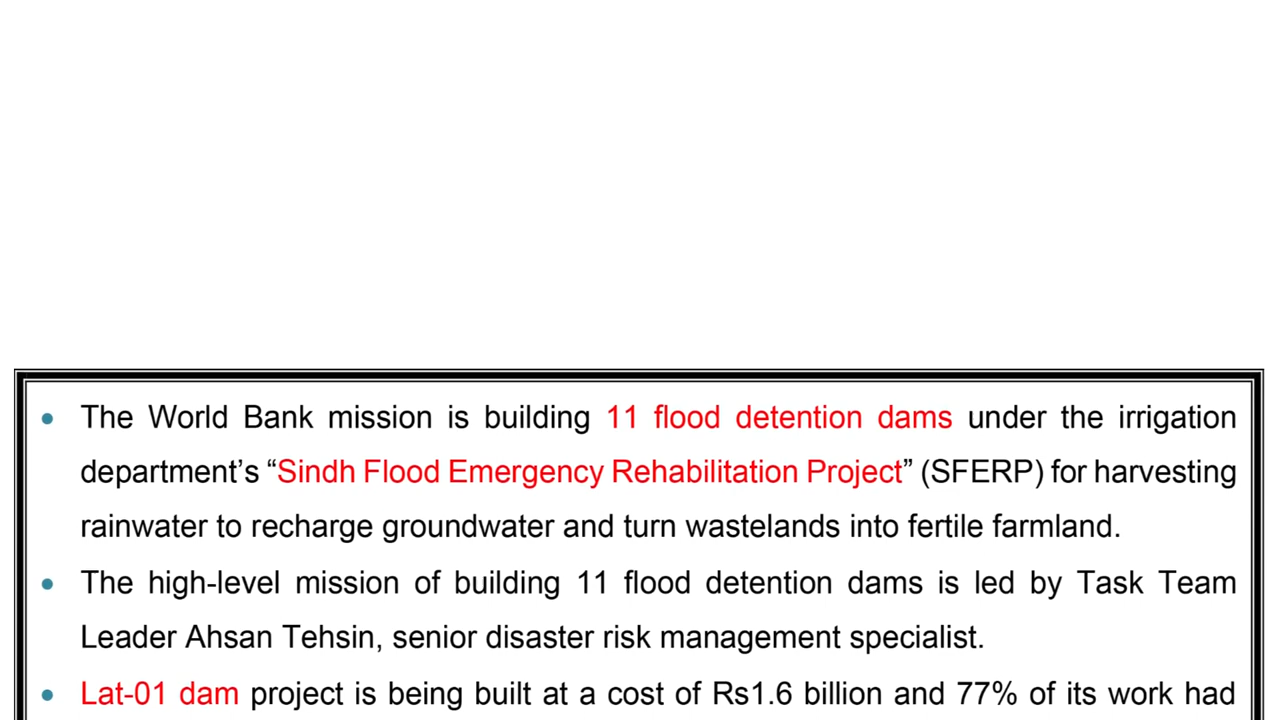 • The World Bank mission is building 11 flood detention dams under the irrigation
department’s “Sindh Flood Emergency Rehabilitation Project” (SFERP) for harvesting
rainwater to recharge groundwater and turn wastelands into fertile farmland.
• The high-level mission of building 11 flood detention dams is led by Task Team
Leader Ahsan Tehsin, senior disaster risk management specialist.
• Lat-01 dam project is being built at a cost of Rs1.6 billion and 77% of its work had